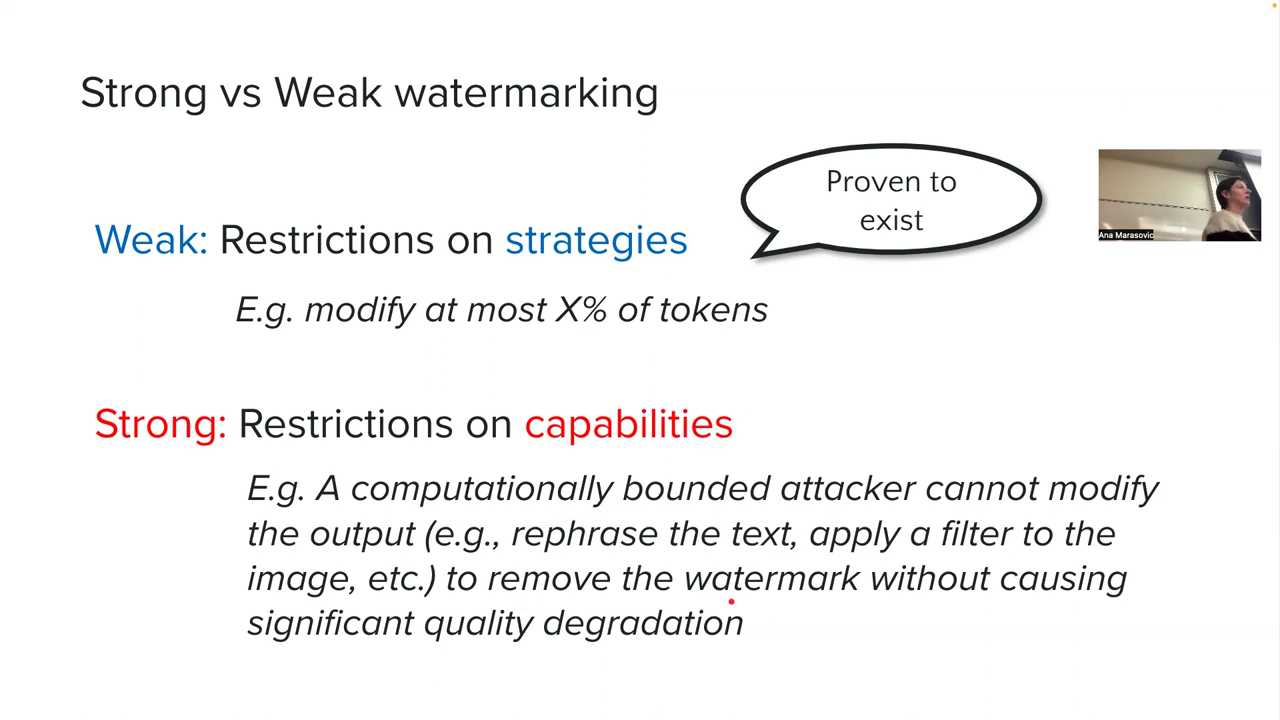 Strong vs Weak watermarking
Proven to
exist
Weak: Restrictions on strategies
E.g. modify at most X% of tokens
Strong: Restrictions on capabilities
E.g. A computationally bounded attacker cannot modify
the output (e.g., rephrase the text, apply a filter to the
image, etc.) to remove the watermark without causing
significant quality degradation
Ana Marasovic